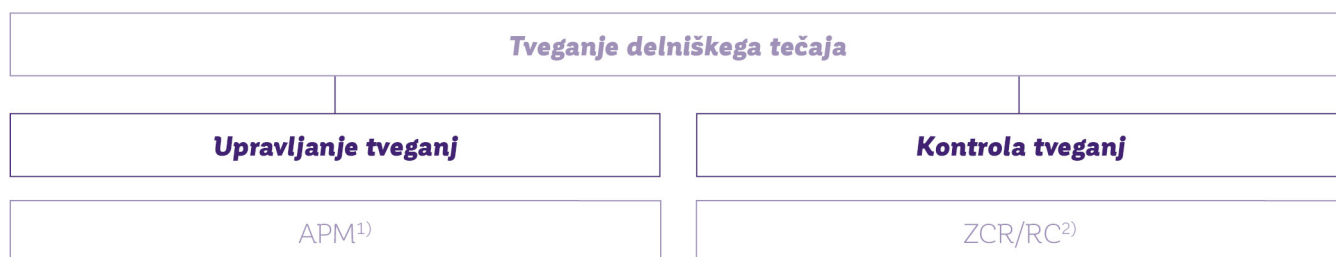 Tveganje delniškega tečaja
Upravljanje tveganj
Kontrola tveganj
APM¹⁾
ZCR/RC²⁾